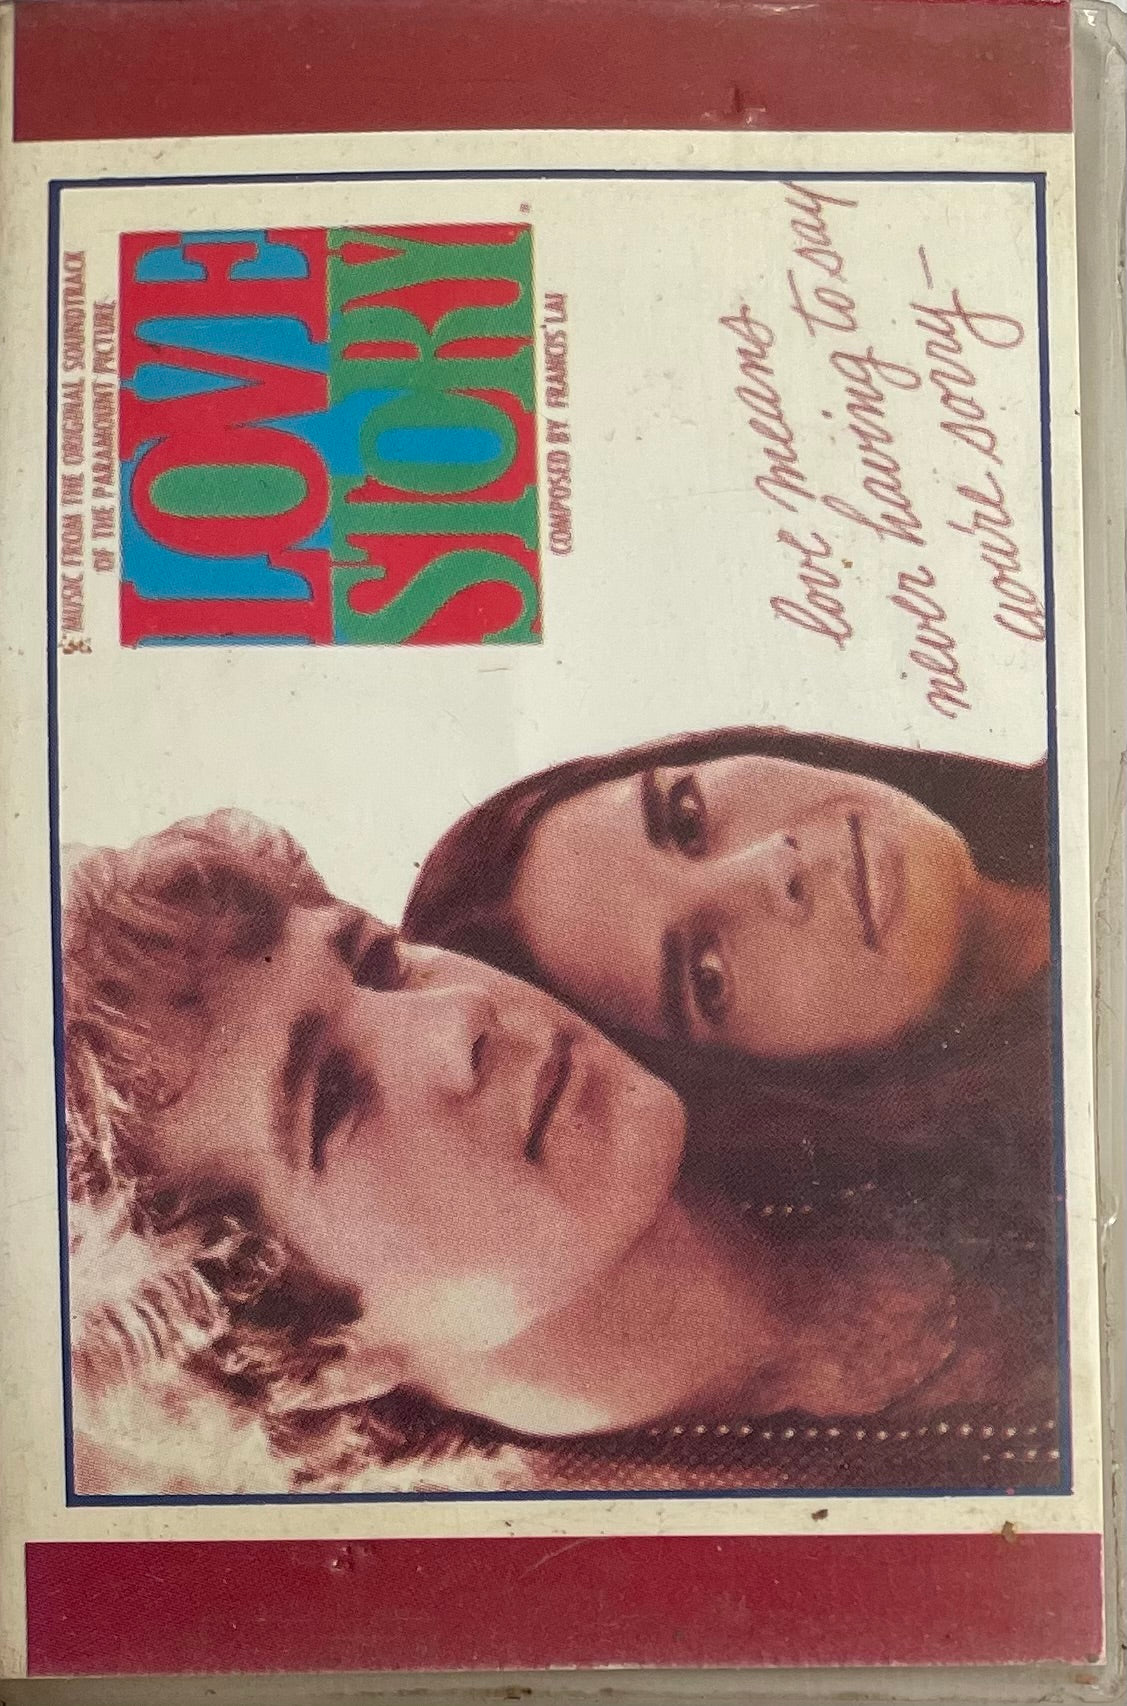 MUSIC FROM THE ORIGINAL SOUNDTRACK
OF THE PARAMOUNT PICTURE
LOVE
STORY
COMPOSED BY FRANCIS LAI
love means
never having to say
you're sorry—